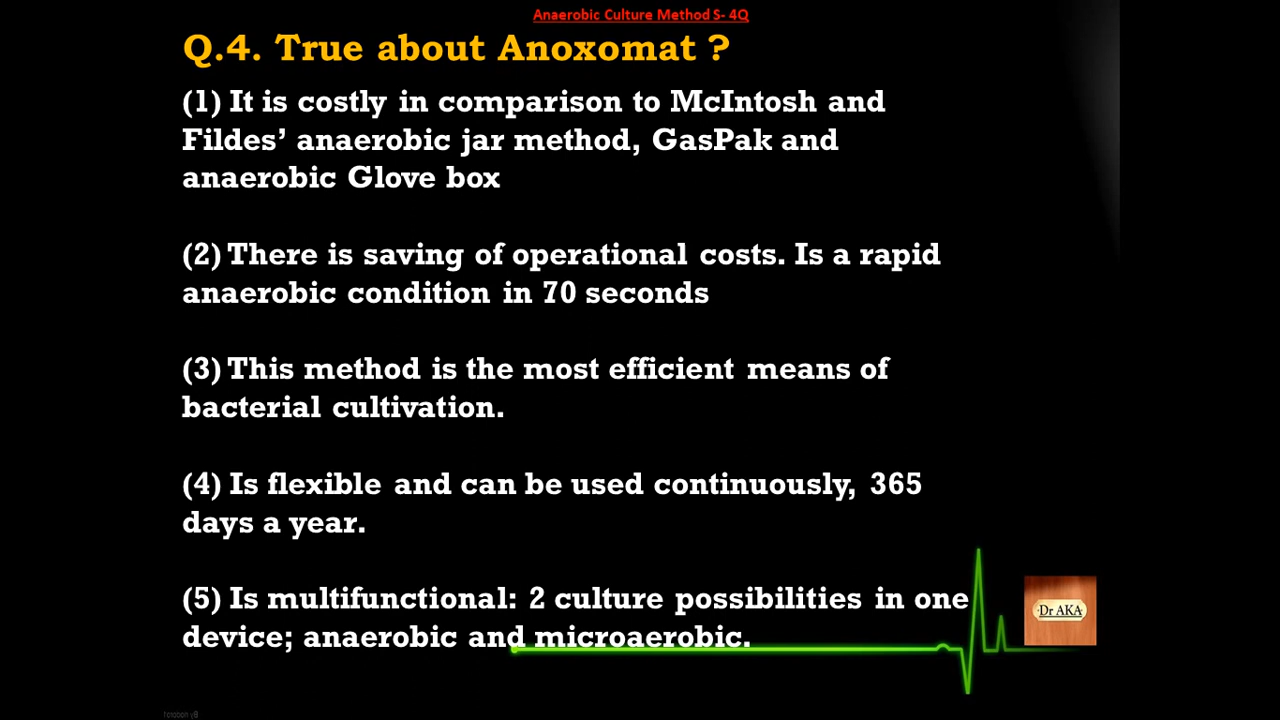 Anaerobic Culture Method S- 4Q
Q.4. True about Anoxomat ?
(1) It is costly in comparison to McIntosh and
Fildes’ anaerobic jar method, GasPak and
anaerobic Glove box
(2) There is saving of operational costs. Is a rapid
anaerobic condition in 70 seconds
(3) This method is the most efficient means of
bacterial cultivation.
(4) Is flexible and can be used continuously, 365
days a year.
(5) Is multifunctional: 2 culture possibilities in one
device; anaerobic and microaerobic.
Dr AKA